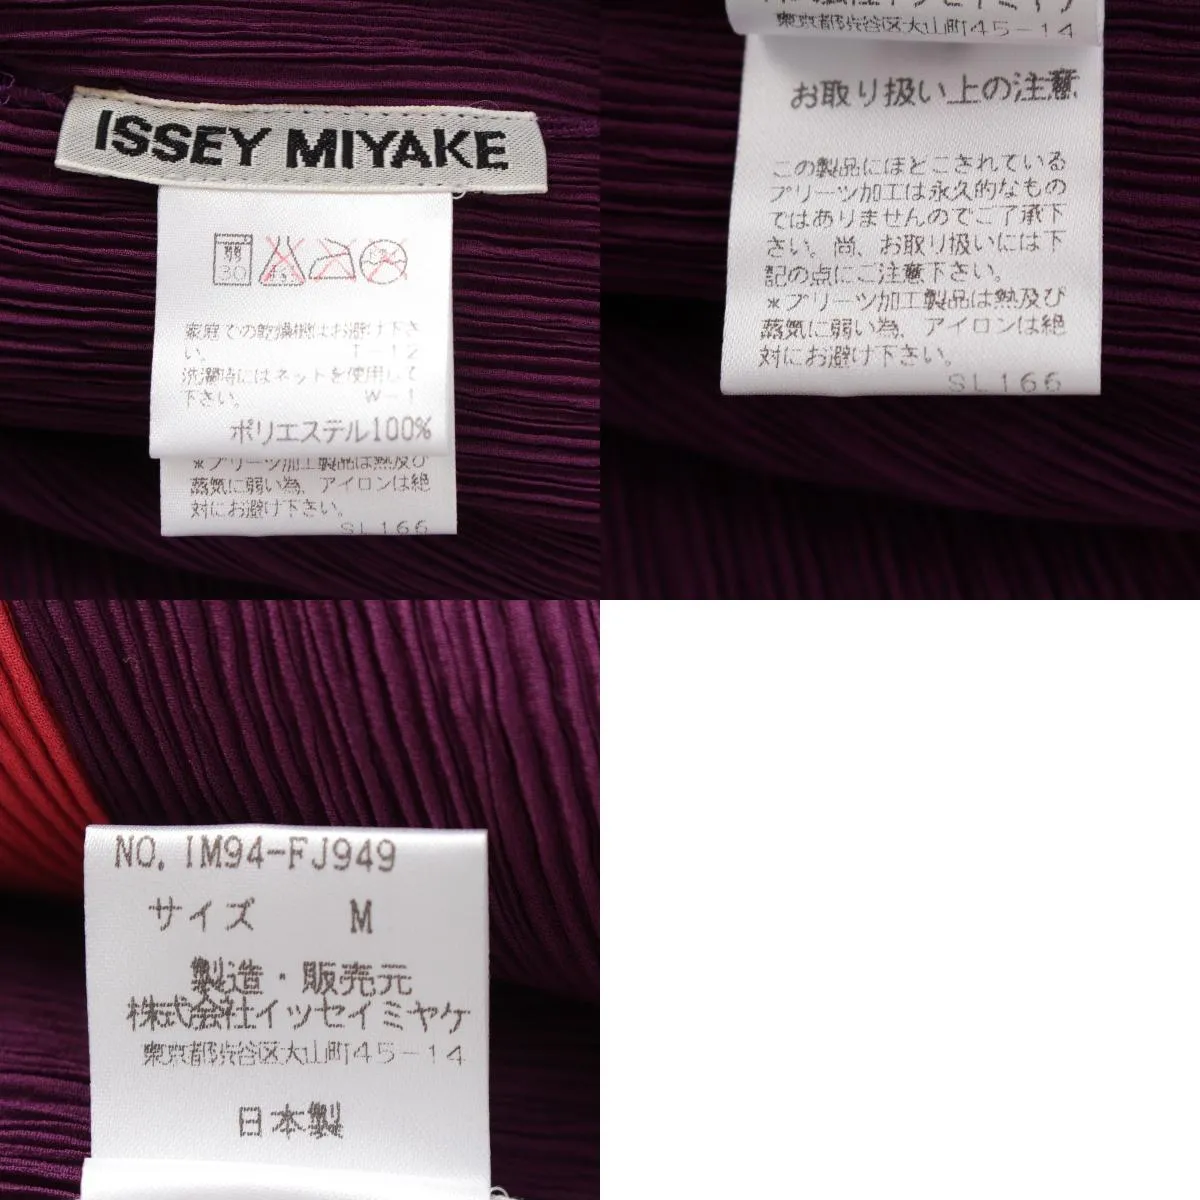 ISSEY MIYAKE
30
家庭での乾燥機はお避け下さ
い。 T-12
洗濯時にはネットを使用して
下さい。 W-1
ポリエステル100%
*プリーツ加工製品は熱及び
蒸気に弱い為、アイロンは絶
対にお避け下さい。
SL166
株式会社イッセイミヤケ
東京都渋谷区大山町45-14
お取り扱い上の注意
この製品にほどこされている
プリーツ加工は永久的なもの
ではありませんのでご了承下
さい。尚、お取り扱いには下
記の点にご注意下さい。
*プリーツ加工製品は熱及び
蒸気に弱い為、アイロンは絶
対にお避け下さい。
SL166
NO. IM94-FJ949
サイズ M
製造・販売元
株式会社イッセイミヤケ
東京都渋谷区大山町45-14
日本製